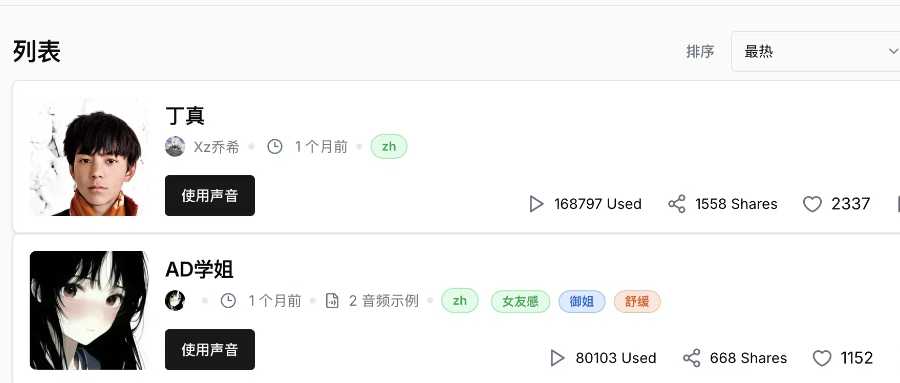 列表
排序 最热
丁真
Xz乔希 1 个月前 zh
使用声音
168797 Used 1558 Shares 2337
AD学姐
1 个月前 2 音频示例 zh 女友感 御姐 舒缓
使用声音
80103 Used 668 Shares 1152